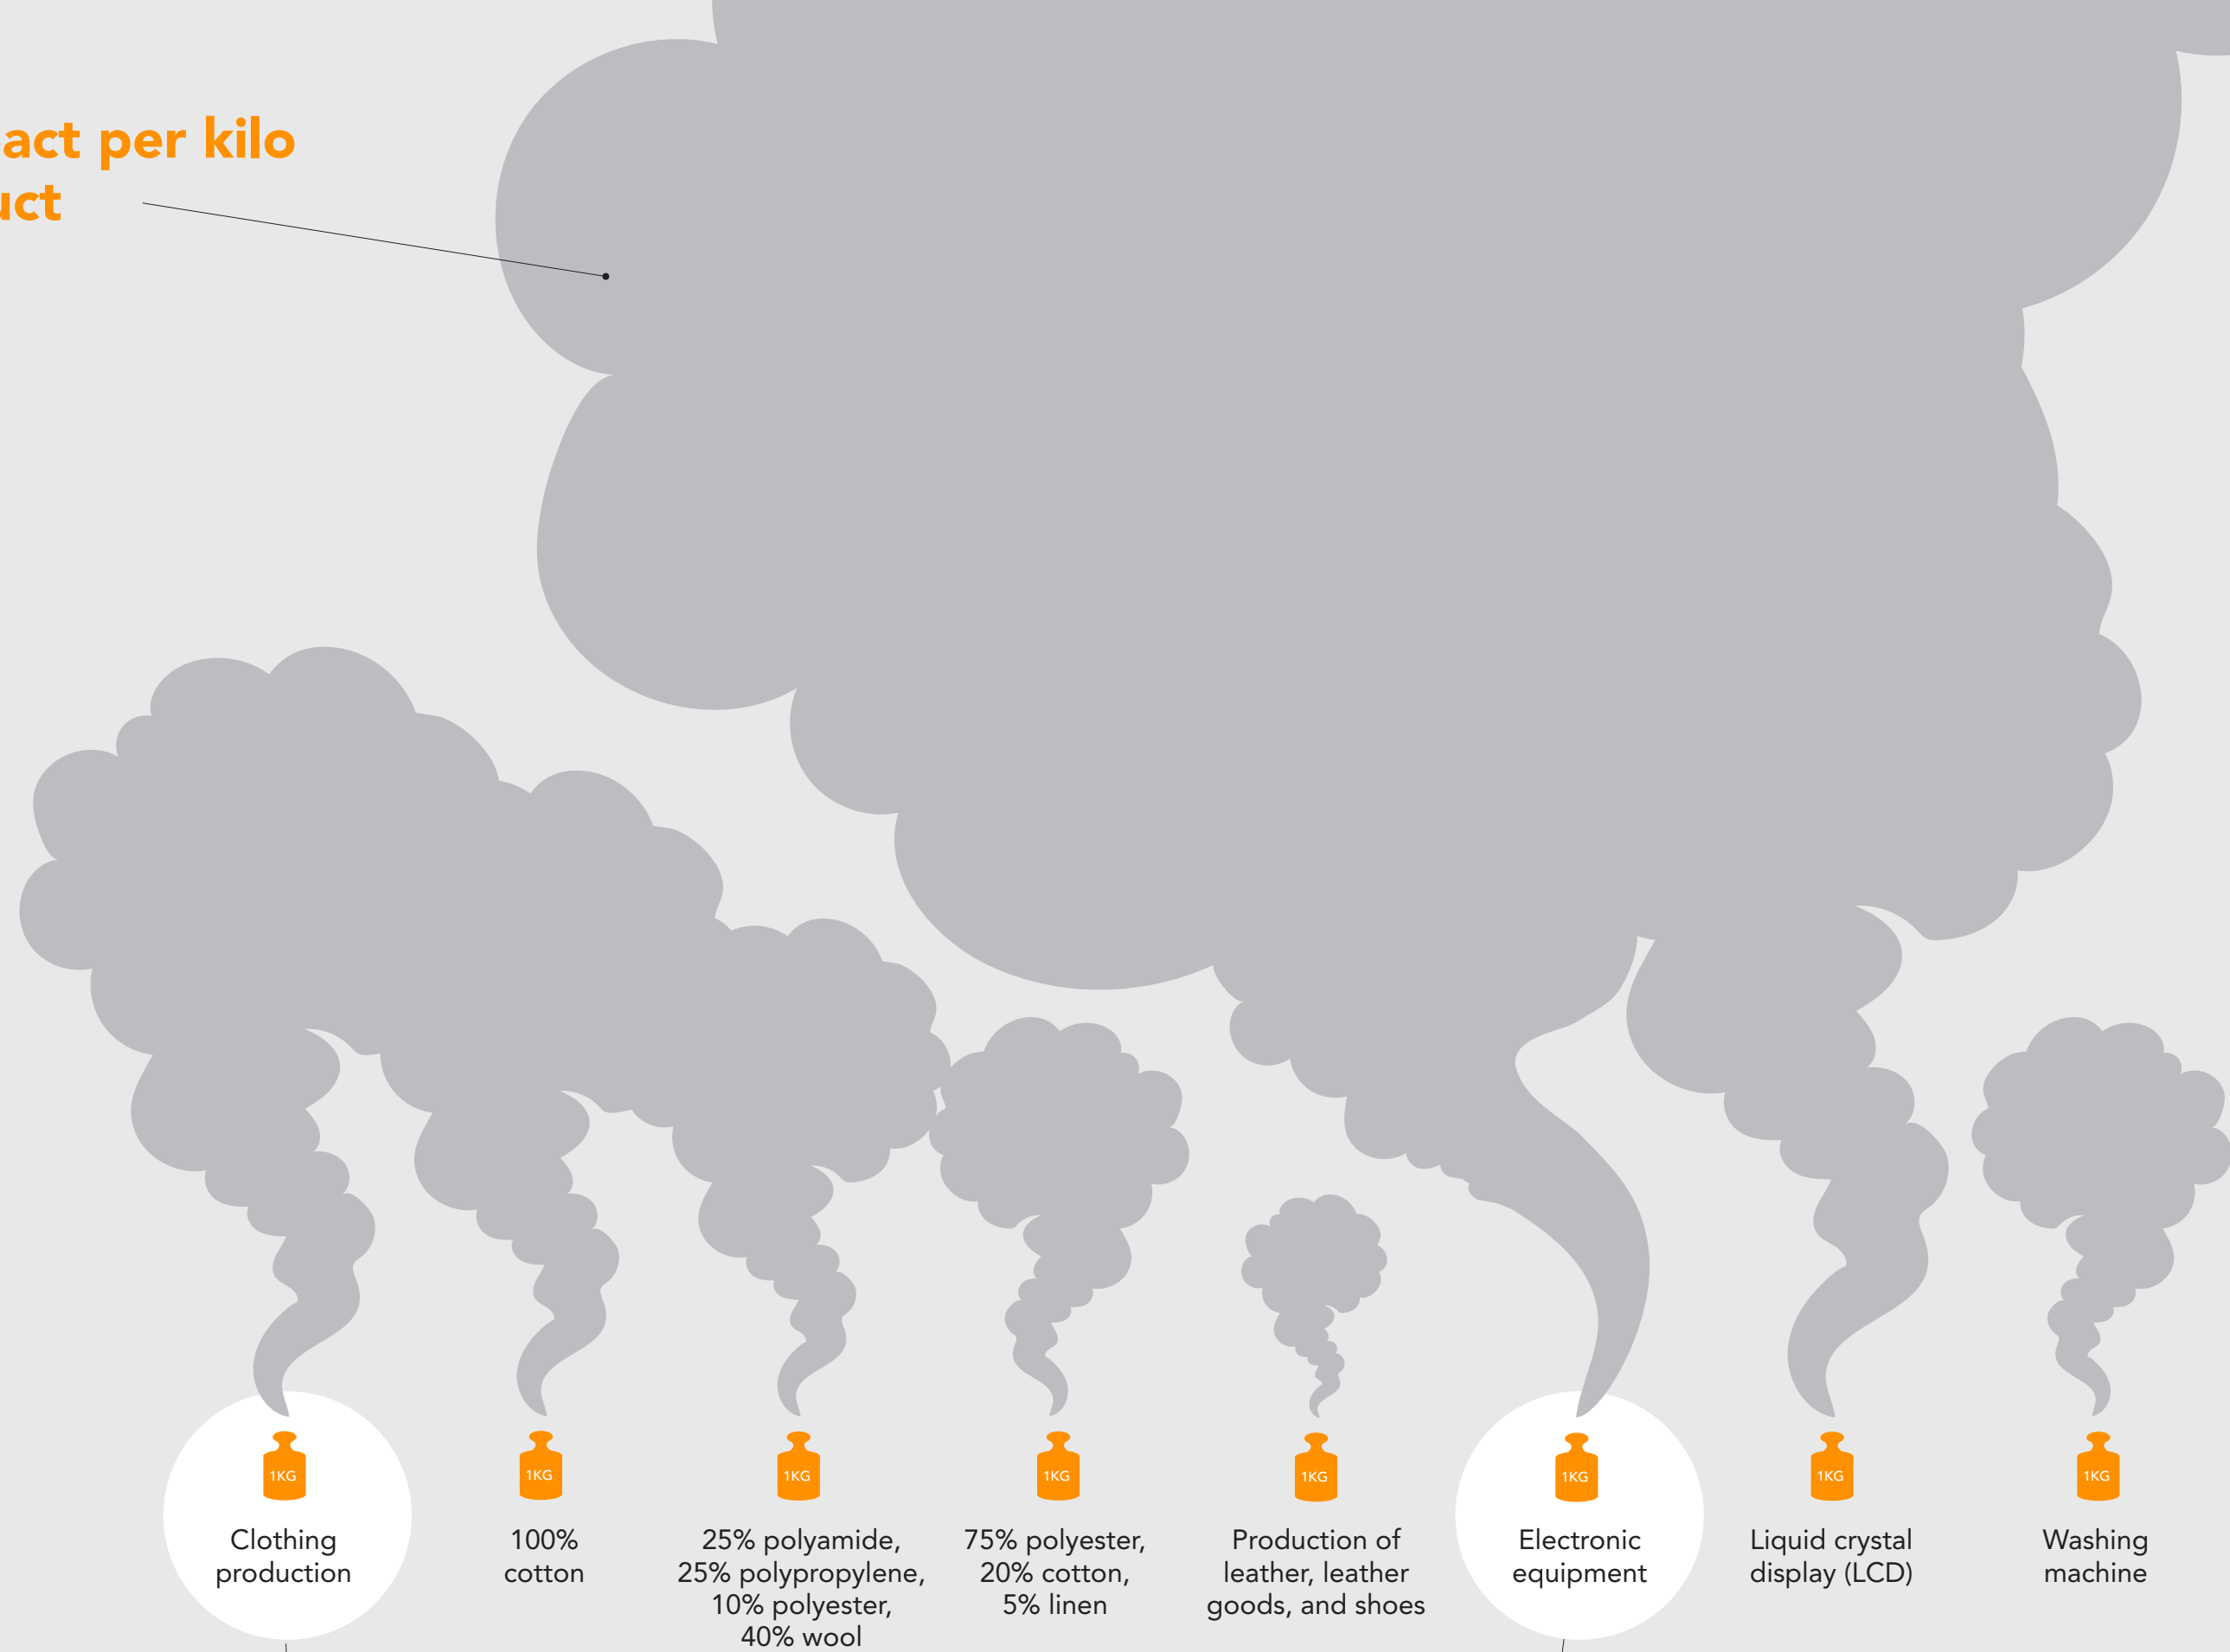 act per kilo
uct
1KG
1KG
1KG
1KG
1KG
1KG
1KG
1KG
Clothing
production
100%
cotton
25% polyamide,
25% polypropylene,
10% polyester,
40% wool
75% polyester,
20% cotton,
5% linen
Production of
leather, leather
goods, and shoes
Electronic
equipment
Liquid crystal
display (LCD)
Washing
machine